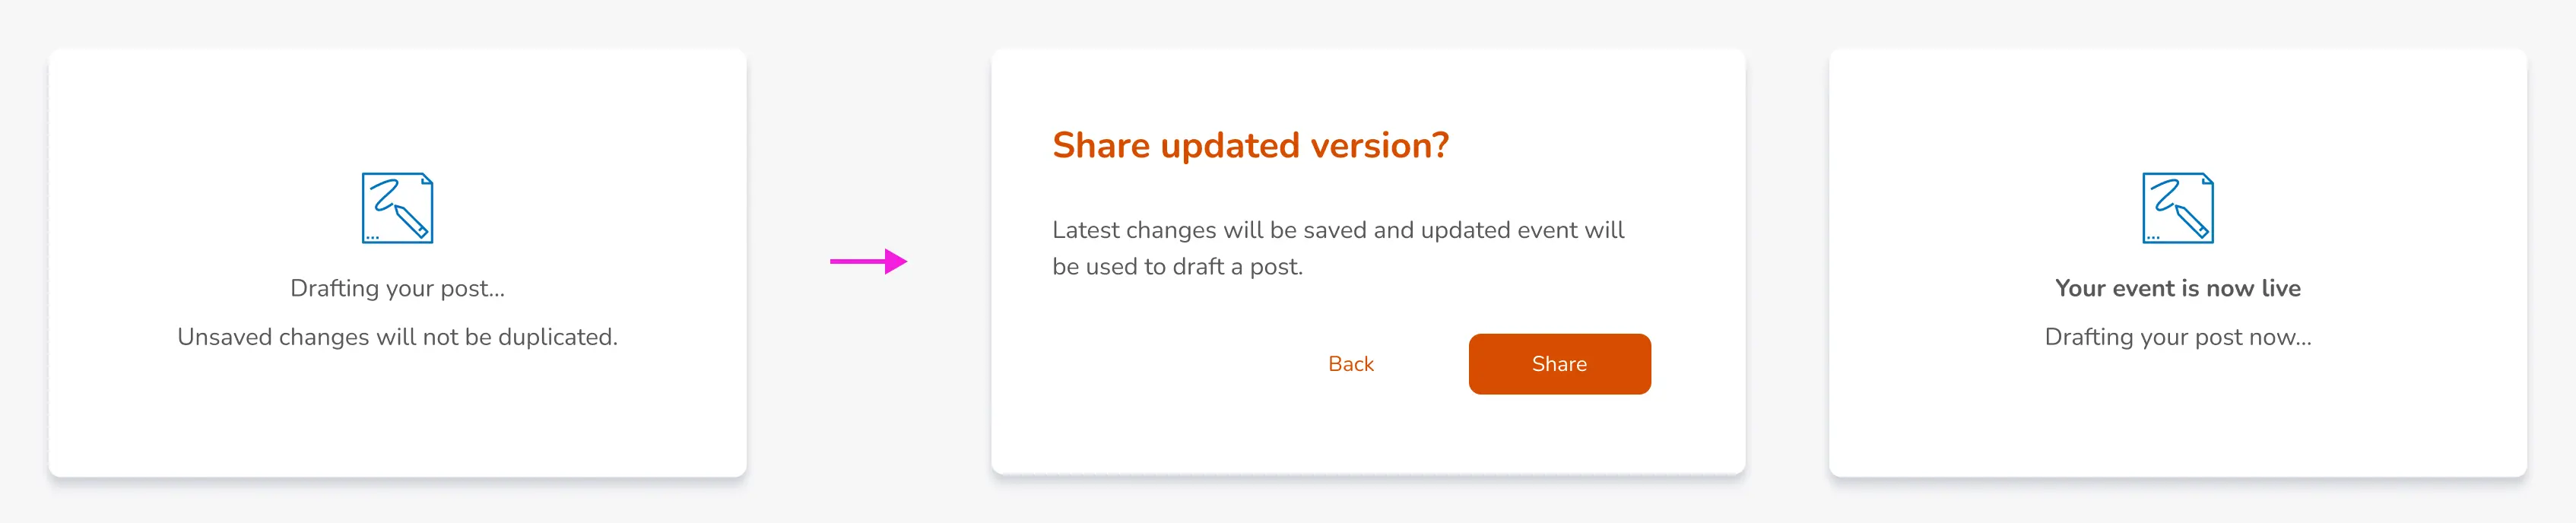 Drafting your post...
Unsaved changes will not be duplicated.
Share updated version?
Latest changes will be saved and updated event will
be used to draft a post.
Back
Share
Your event is now live
Drafting your post now...